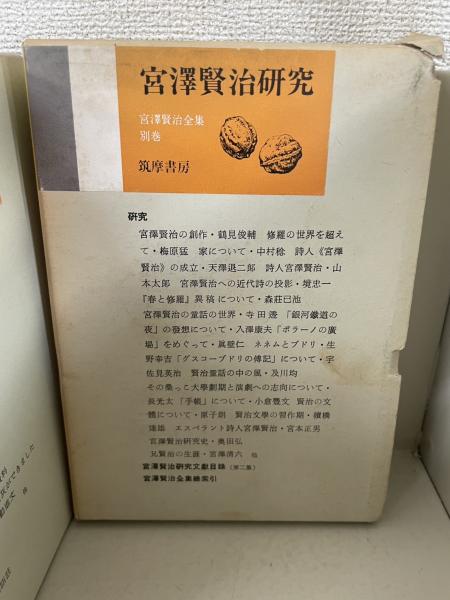 宮澤賢治研究
宮澤賢治全集
別巻
筑摩書房
研究
宮澤賢治の創作・鶴見俊輔　修羅の世界を超え
て・梅原猛　家について・中村稔　詩人《宮澤
賢治》の成立・天澤退二郎　詩人宮澤賢治・山
本太郎　宮澤賢治への近代詩の投影・境忠一
『春と修羅』異稿について・森荘已池
宮澤賢治の童話の世界・寺田透　「銀河鐵道の
夜」の發想について・入澤康夫「ポラーノの廣
場」をめぐって・眞壁仁　ネネムとブドリ・生
野幸吉「グスコーブドリの傳記」について・宇
佐見英治　賢治童話の中の風・及川均
その桑っこ大學劃期と演劇への志向について・
長光太「手帳」について・小倉豊文　賢治の文
體について・原子朗　賢治文學の習作期・續橋
達雄　エスペラント詩人宮澤賢治・宮本正男
宮澤賢治研究史・奥田弘
兄賢治の生涯・宮澤清六　他
宮澤賢治研究文獻目録（第二集）
宮澤賢治全集總索引